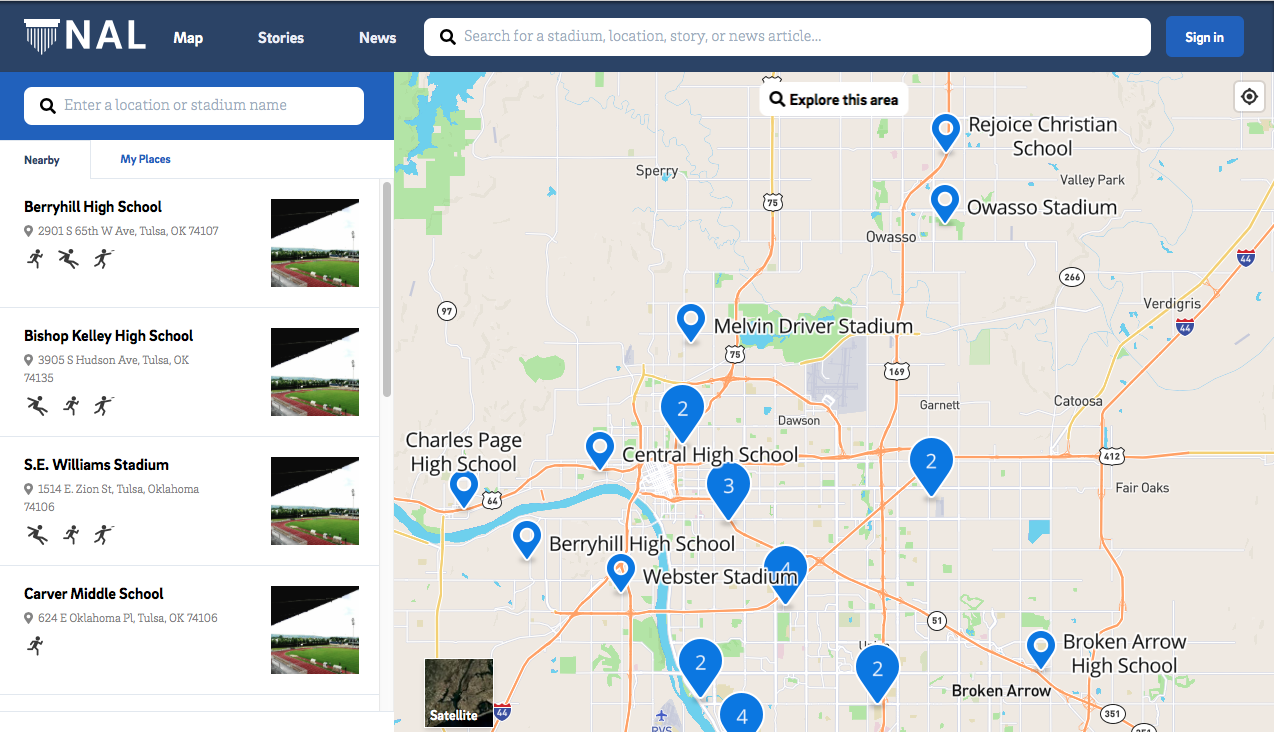 NAL
Map
Stories
News
Search for a stadium, location, story, or news article...
Sign in
Enter a location or stadium name
Nearby
My Places
Berryhill High School
2901 S 65th W Ave, Tulsa, OK 74107
Bishop Kelley High School
3905 S Hudson Ave, Tulsa, OK
74135
S.E. Williams Stadium
1514 E. Zion St, Tulsa, Oklahoma
74106
Carver Middle School
624 E Oklahoma Pl, Tulsa, OK 74106
Explore this area
Rejoice Christian
School
Sperry
Valley Park
75
Owasso Stadium
Owasso
44
266
97
Verdigris
44
Melvin Driver Stadium
75
169
Catoosa
2
Garnett
Dawson
Charles Page
High School
Central High School
412
2
3
64
Fair Oaks
Berryhill High School
Webster Stadium
4
51
Broken Arrow
High School
2
2
Broken Arrow
Satellite
44
4
351
351
RVS